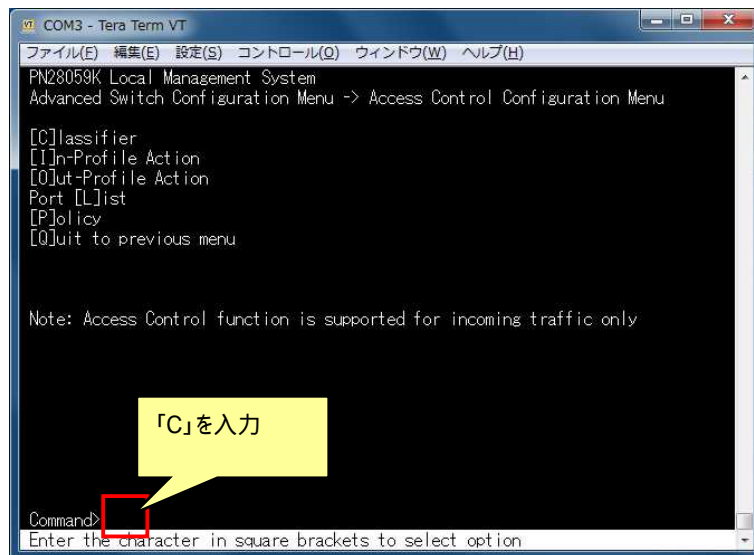 COM3 - Tera Term VT
ファイル(F) 編集(E) 設定(S) コントロール(O) ウィンドウ(W) ヘルプ(H)
PN28059K Local Management System
Advanced Switch Configuration Menu -> Access Control Configuration Menu
[C]lassifier
[I]n-Profile Action
[O]ut-Profile Action
Port [L]ist
[P]olicy
[Q]uit to previous menu
Note: Access Control function is supported for incoming traffic only
「C」を入力
Command>
Enter the character in square brackets to select option